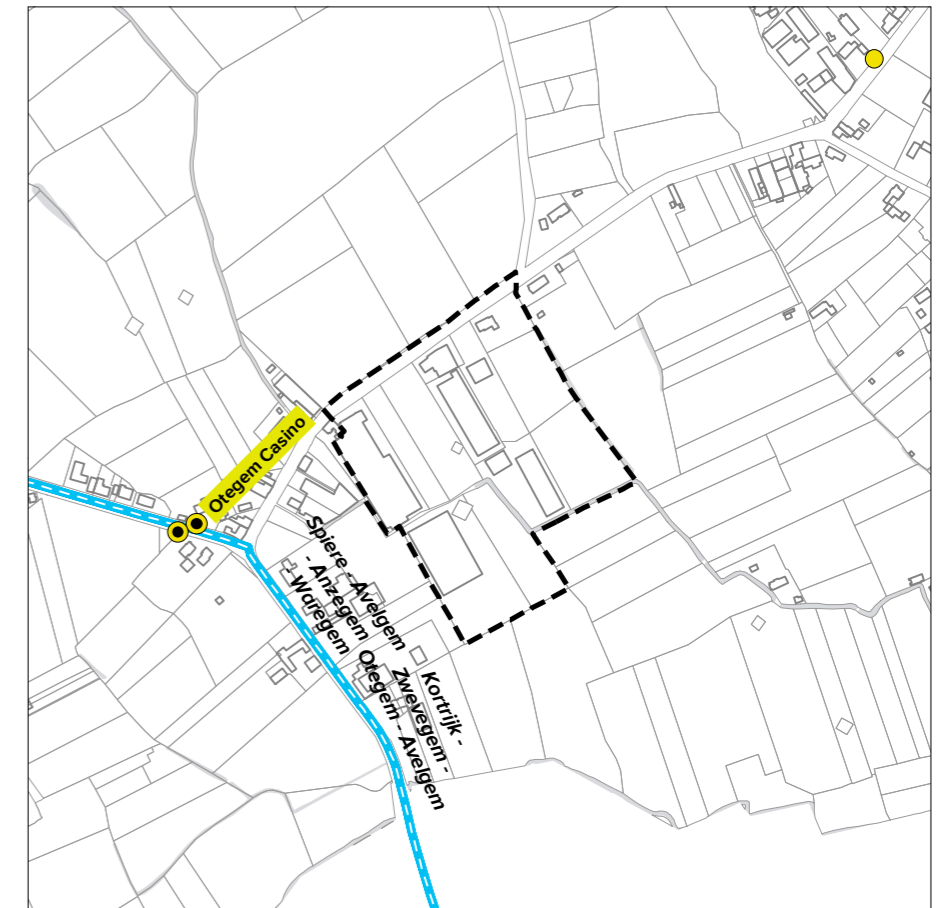 Otegem Casino
Spiere - Avelgem
- Anzegem
- Waregem
Kortrijk -
Zwevegem -
Otegem - Avelgem